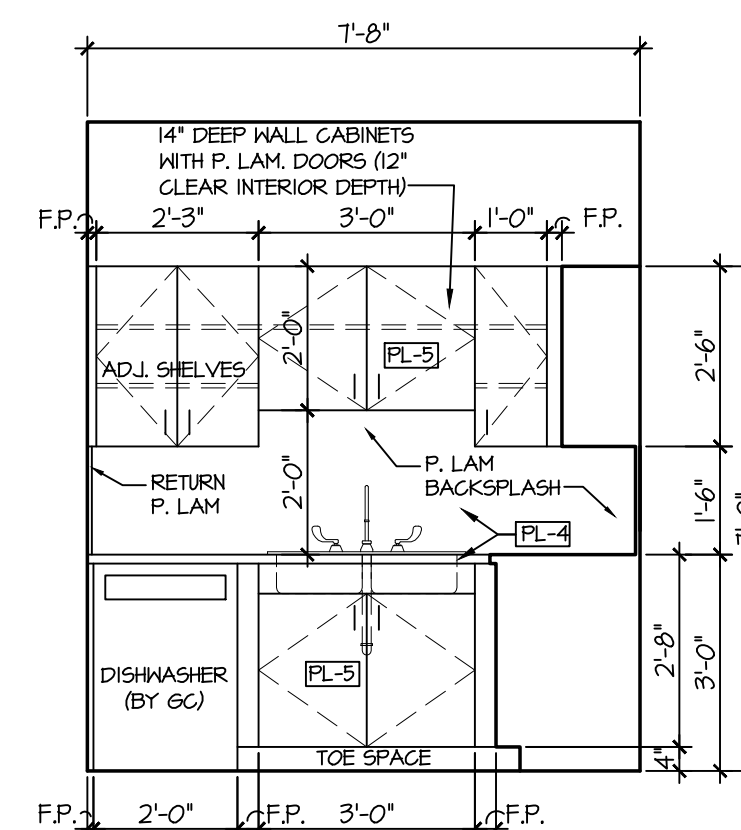 7'-8"
14" DEEP WALL CABINETS
WITH P. LAM. DOORS (12"
CLEAR INTERIOR DEPTH)
F.P. 2'-3" 3'-0" 1'-0" F.P.
2'-0"
PL-5
ADJ. SHELVES
2'-6"
RETURN
P. LAM
2'-0"
P. LAM
BACKSPLASH
1'-6"
PL-4
DISHWASHER
(BY GC)
PL-5
2'-8"
3'-0"
TOE SPACE
4"
F.P. 2'-0" F.P. 3'-0" F.P.